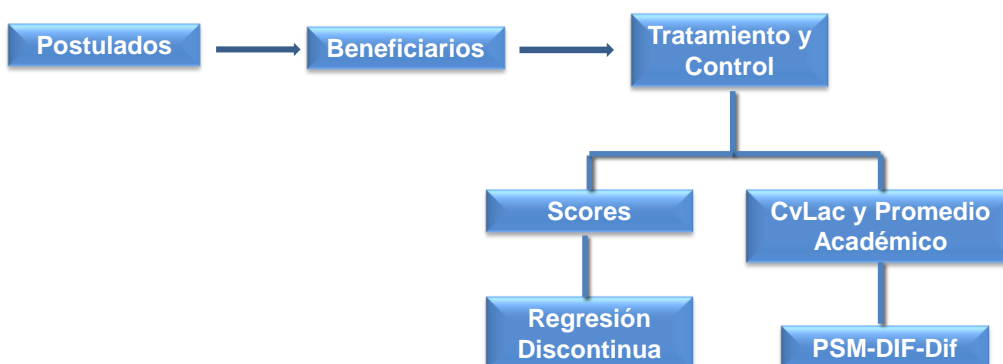 Postulados
Beneficiarios
Tratamiento y
Control
Scores
CvLac y Promedio
Académico
Regresión
Discontinua
PSM-DIF-Dif